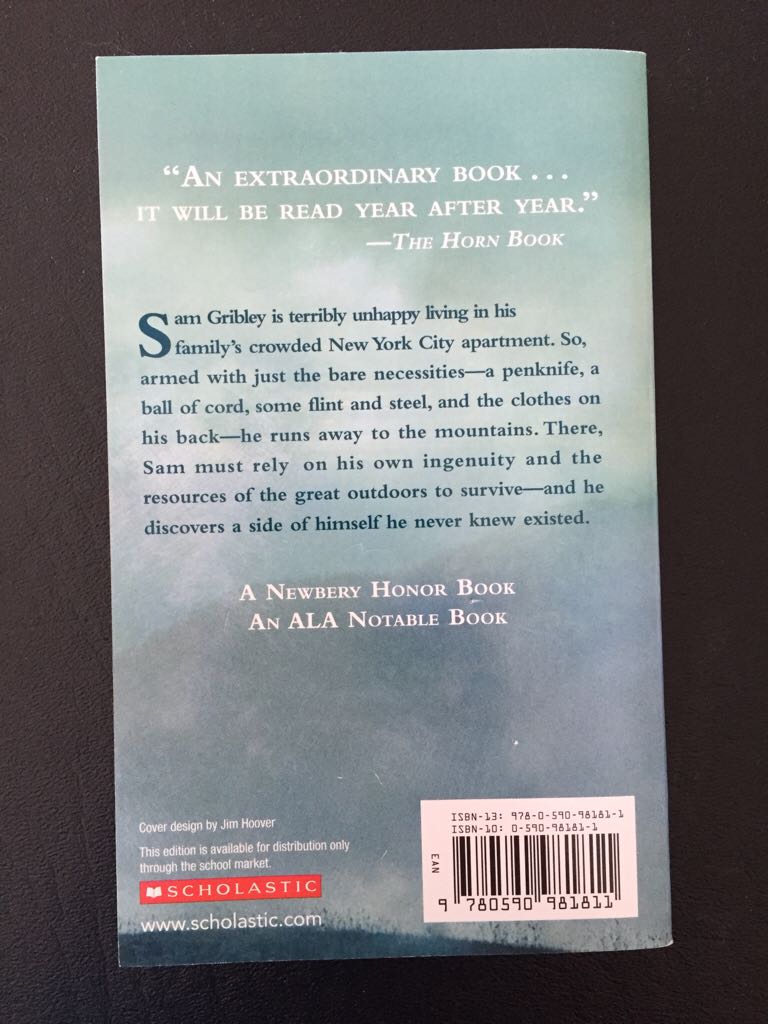 “AN EXTRAORDINARY BOOK . . .
IT WILL BE READ YEAR AFTER YEAR.”
—THE HORN BOOK
Sam Gribley is terribly unhappy living in his
family’s crowded New York City apartment. So,
armed with just the bare necessities—a penknife, a
ball of cord, some flint and steel, and the clothes on
his back—he runs away to the mountains. There,
Sam must rely on his own ingenuity and the
resources of the great outdoors to survive—and he
discovers a side of himself he never knew existed.
A NEWBERY HONOR BOOK
AN ALA NOTABLE BOOK
Cover design by Jim Hoover
This edition is available for distribution only
through the school market.
SCHOLASTIC
www.scholastic.com
ISBN-13: 978-0-590-98181-1
ISBN-10: 0-590-98181-1
EAN
9 780590 981811